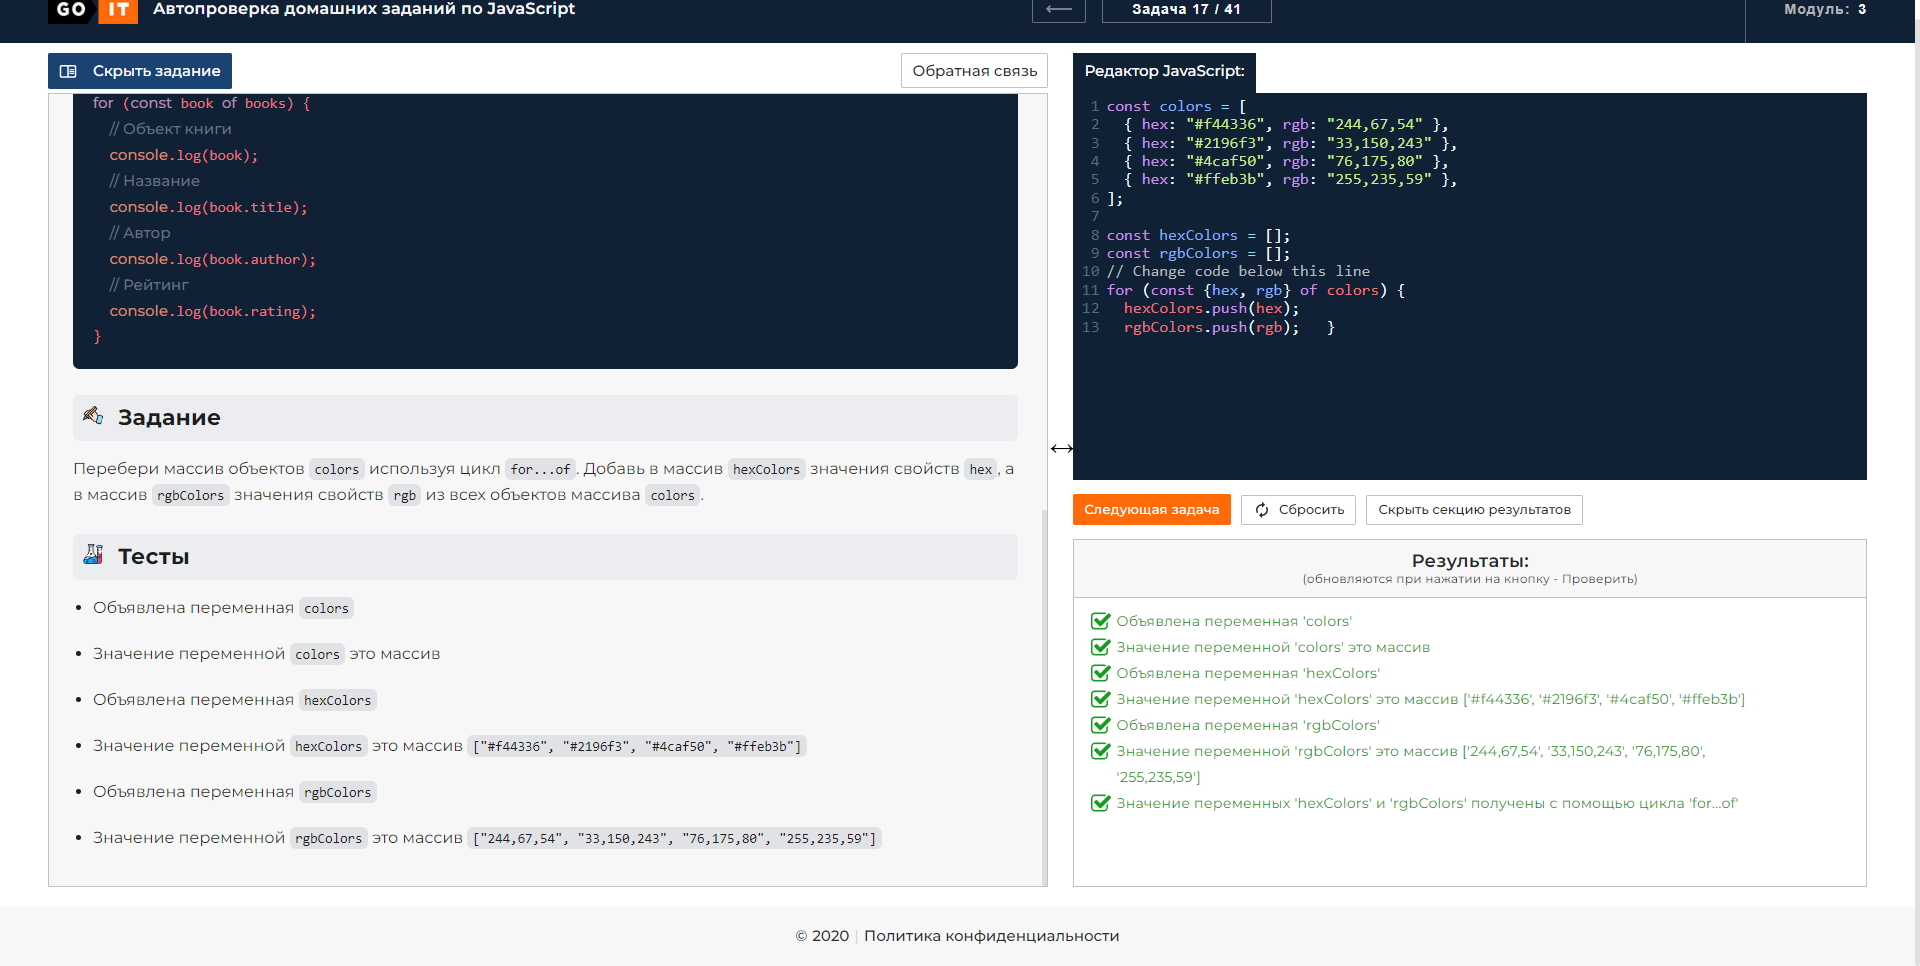 GO IT Автопроверка домашних заданий по JavaScript
Задача 17 / 41
Модуль: 3
Скрыть задание
Обратная связь
for (const book of books) {
// Объект книги
console.log(book);
// Название
console.log(book.title);
// Автор
console.log(book.author);
// Рейтинг
console.log(book.rating);
}
Задание
Перебери массив объектов colors используя цикл for...of. Добавь в массив hexColors значения свойств hex, а
в массив rgbColors значения свойств rgb из всех объектов массива colors.
Тесты
• Объявлена переменная colors
• Значение переменной colors это массив
• Объявлена переменная hexColors
• Значение переменной hexColors это массив ["#f44336", "#2196f3", "#4caf50", "#ffeb3b"]
• Объявлена переменная rgbColors
• Значение переменной rgbColors это массив ["244,67,54", "33,150,243", "76,175,80", "255,235,59"]
Редактор JavaScript:
1 const colors = [
2 { hex: "#f44336", rgb: "244,67,54" },
3 { hex: "#2196f3", rgb: "33,150,243" },
4 { hex: "#4caf50", rgb: "76,175,80" },
5 { hex: "#ffeb3b", rgb: "255,235,59" },
6 ];
7
8 const hexColors = [];
9 const rgbColors = [];
10 // Change code below this line
11 for (const {hex, rgb} of colors) {
12 hexColors.push(hex);
13 rgbColors.push(rgb); }
Следующая задача
Сбросить
Скрыть секцию результатов
Результаты:
(обновляются при нажатии на кнопку - Проверить)
Объявлена переменная 'colors'
Значение переменной 'colors' это массив
Объявлена переменная 'hexColors'
Значение переменной 'hexColors' это массив ['#f44336', '#2196f3', '#4caf50', '#ffeb3b']
Объявлена переменная 'rgbColors'
Значение переменной 'rgbColors' это массив ['244,67,54', '33,150,243', '76,175,80',
'255,235,59']
Значение переменных 'hexColors' и 'rgbColors' получены с помощью цикла 'for...of'
© 2020 | Политика конфиденциальности